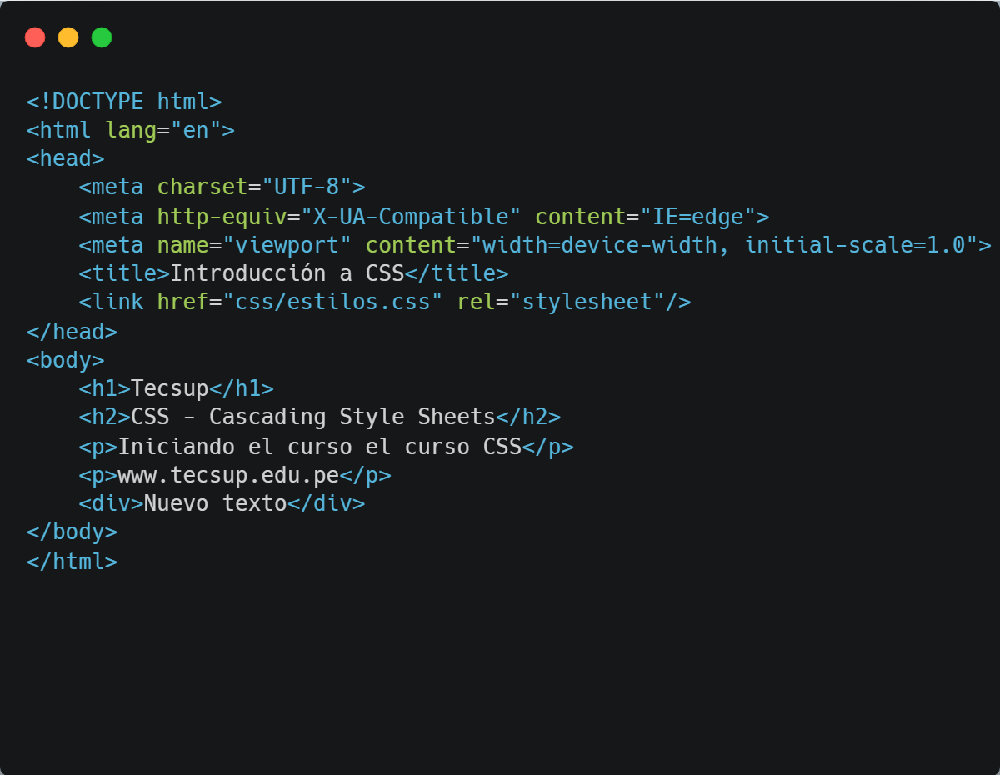 <!DOCTYPE html>
<html lang="en">
<head>
    <meta charset="UTF-8">
    <meta http-equiv="X-UA-Compatible" content="IE=edge">
    <meta name="viewport" content="width=device-width, initial-scale=1.0">
    <title>Introducción a CSS</title>
    <link href="css/estilos.css" rel="stylesheet"/>
</head>
<body>
    <h1>Tecsup</h1>
    <h2>CSS - Cascading Style Sheets</h2>
    <p>Iniciando el curso el curso CSS</p>
    <p>www.tecsup.edu.pe</p>
    <div>Nuevo texto</div>
</body>
</html>